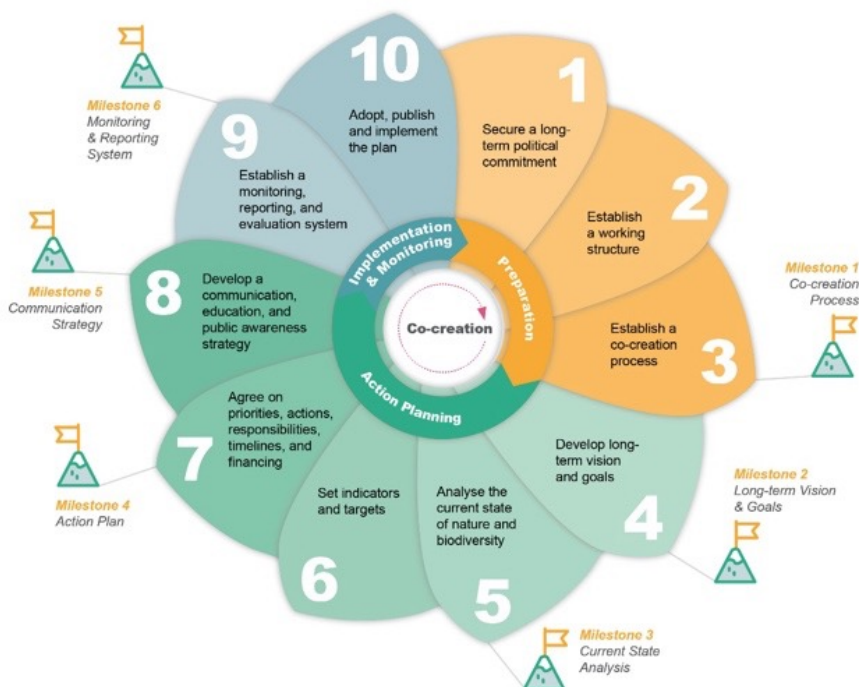 1
Secure a long-
term political
commitment
2
Establish
a working
structure
Milestone 1
Co-creation
Process
3
Establish a
co-creation
process
Milestone 2
Long-term Vision
& Goals
4
Develop long-
term vision
and goals
Milestone 3
Current State
Analysis
5
Analyse the
current state
of nature and
biodiversity
6
Set indicators
and targets
Milestone 4
Action Plan
7
Agree on
priorities, actions,
responsibilities,
timelines, and
financing
Milestone 5
Communication
Strategy
8
Develop a
communication,
education, and
public awareness
strategy
Milestone 6
Monitoring
& Reporting
System
9
Establish a
monitoring,
reporting, and
evaluation system
10
Adopt, publish
and implement
the plan
Preparation
Action Planning
Implementation
& Monitoring
Co-creation